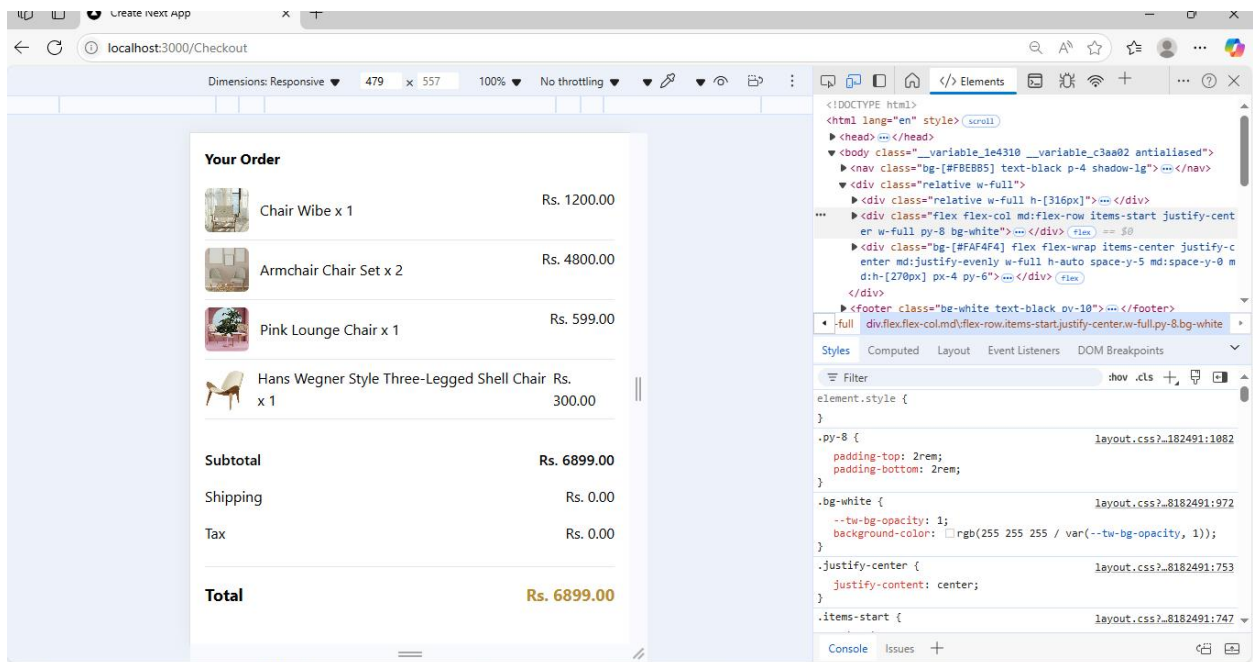 Create Next App
localhost:3000/Checkout
Dimensions: Responsive 479 x 557 100% No throttling
Your Order
Chair Wibe x 1 Rs. 1200.00
Armchair Chair Set x 2 Rs. 4800.00
Pink Lounge Chair x 1 Rs. 599.00
Hans Wegner Style Three-Legged Shell Chair Rs.
x 1 300.00
Subtotal Rs. 6899.00
Shipping Rs. 0.00
Tax Rs. 0.00
Total Rs. 6899.00
</> Elements
<!DOCTYPE html>
<html lang="en" style> scroll
<head> </head>
<body class="__variable_1e4310 __variable_c3aa02 antialiased">
<nav class="bg-[#FBEBB5] text-black p-4 shadow-lg"> </nav>
<div class="relative w-full">
<div class="relative w-full h-[316px]"> </div>
<div class="flex flex-col md:flex-row items-start justify-cent
er w-full py-8 bg-white"> </div> flex == $0
<div class="bg-[#FAF4F4] flex flex-wrap items-center justify-c
enter md:justify-evenly w-full h-auto space-y-5 md:space-y-0 m
d:h-[270px] px-4 py-6"> </div> flex
</div>
<footer class="bg-white text-black py-10"> </footer>
-full div.flex.flex-col.md\:flex-row.items-start.justify-center.w-full.py-8.bg-white
Styles Computed Layout Event Listeners DOM Breakpoints
Filter :hov .cls
element.style {
}
.py-8 { layout.css?…182491:1082
padding-top: 2rem;
padding-bottom: 2rem;
}
.bg-white { layout.css?…8182491:972
--tw-bg-opacity: 1;
background-color: rgb(255 255 255 / var(--tw-bg-opacity, 1));
}
.justify-center { layout.css?…8182491:753
justify-content: center;
}
.items-start { layout.css?…8182491:747
Console Issues